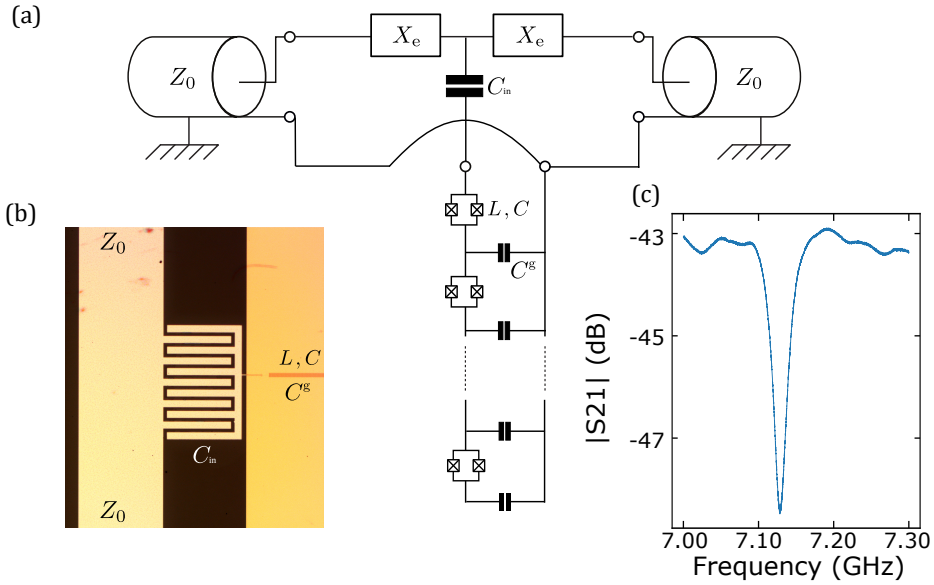 (a)
X_e
X_e
Z_0
Z_0
C_in
L, C
C^g
(b)
Z_0
L, C
C^g
C_in
Z_0
(c)
-43
-45
-47
|S21| (dB)
7.00
7.10
7.20
7.30
Frequency (GHz)